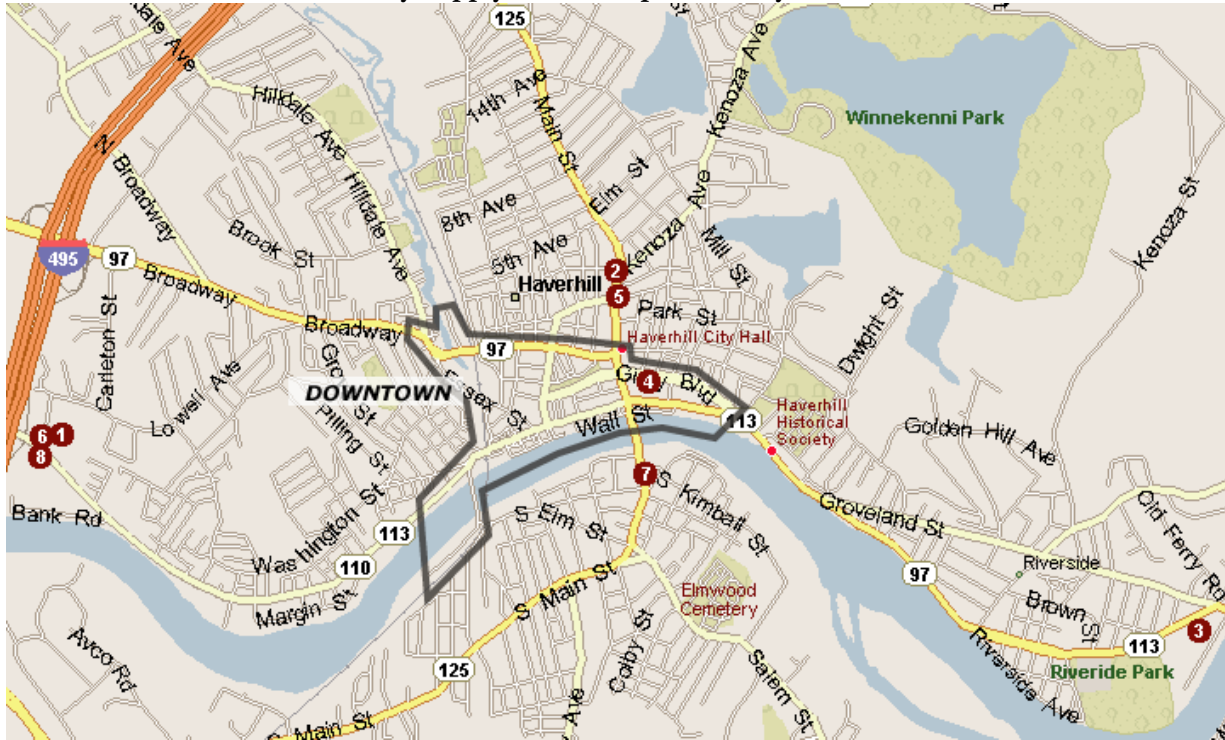 125
Hilldale Ave
14th Ave
Main St
Kenoza Ave
Winnekenni Park
N Broadway
Hilldale Ave
Elm St
8th Ave
Kenoza St
Brook St
5th Ave
Kenoza Ave
Mill St
495
97
Broadway
2
Haverhill
5
Park St
Broadway
97
Haverhill City Hall
Dwight St
Carleton St
Lowell Ave
DOWNTOWN
Essex St
4
Blvd
Wall St
113
Haverhill
Historical
Society
Golden Hill Ave
Pilling St
6
1
8
7
S Kimball St
Bank Rd
S Elm St
Groveland St
Old Ferry Rd
113
Washington St
110
Riverside
97
Margin St
S Main St
Elmwood
Cemetery
Brown St
3
113
Avco Rd
125
Salem St
Riverside Ave
Riveride Park
S Main St
Ave